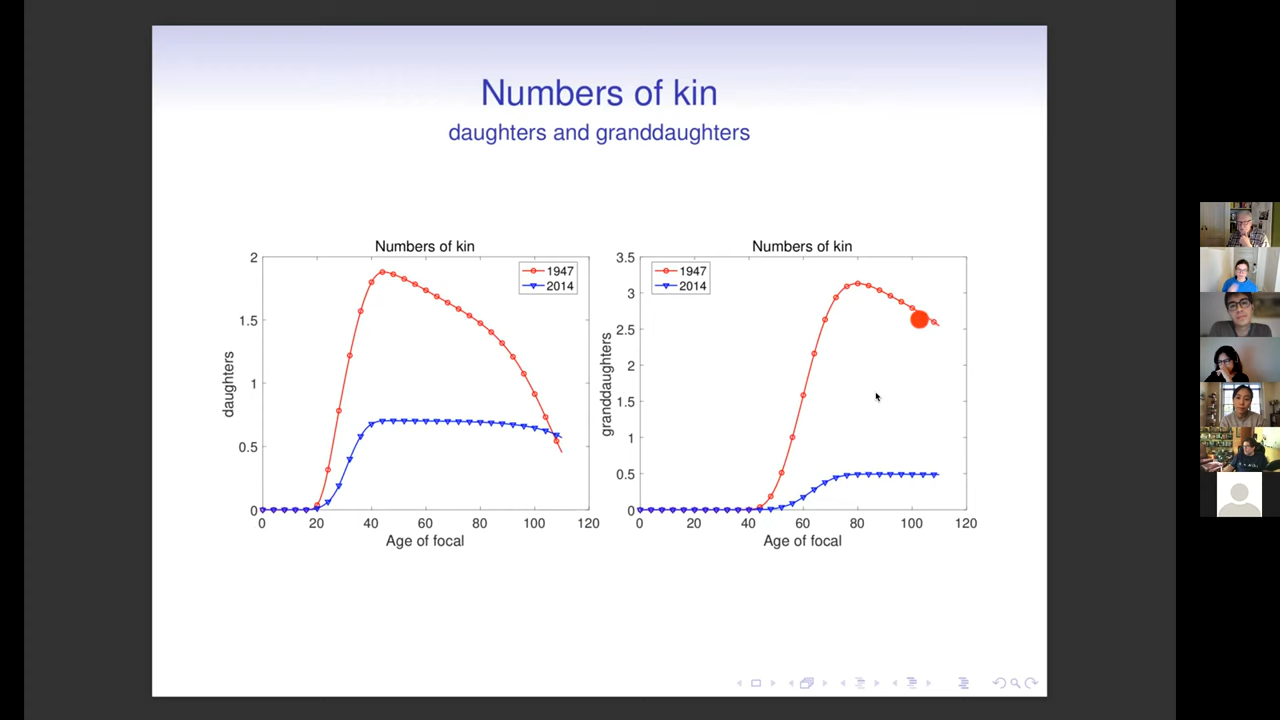 Numbers of kin
daughters and granddaughters
Numbers of kin
2
1.5
1
0.5
0
daughters
1947
2014
0 20 40 60 80 100 120
Age of focal
Numbers of kin
3.5
3
2.5
2
1.5
1
0.5
0
granddaughters
1947
2014
0 20 40 60 80 100 120
Age of focal